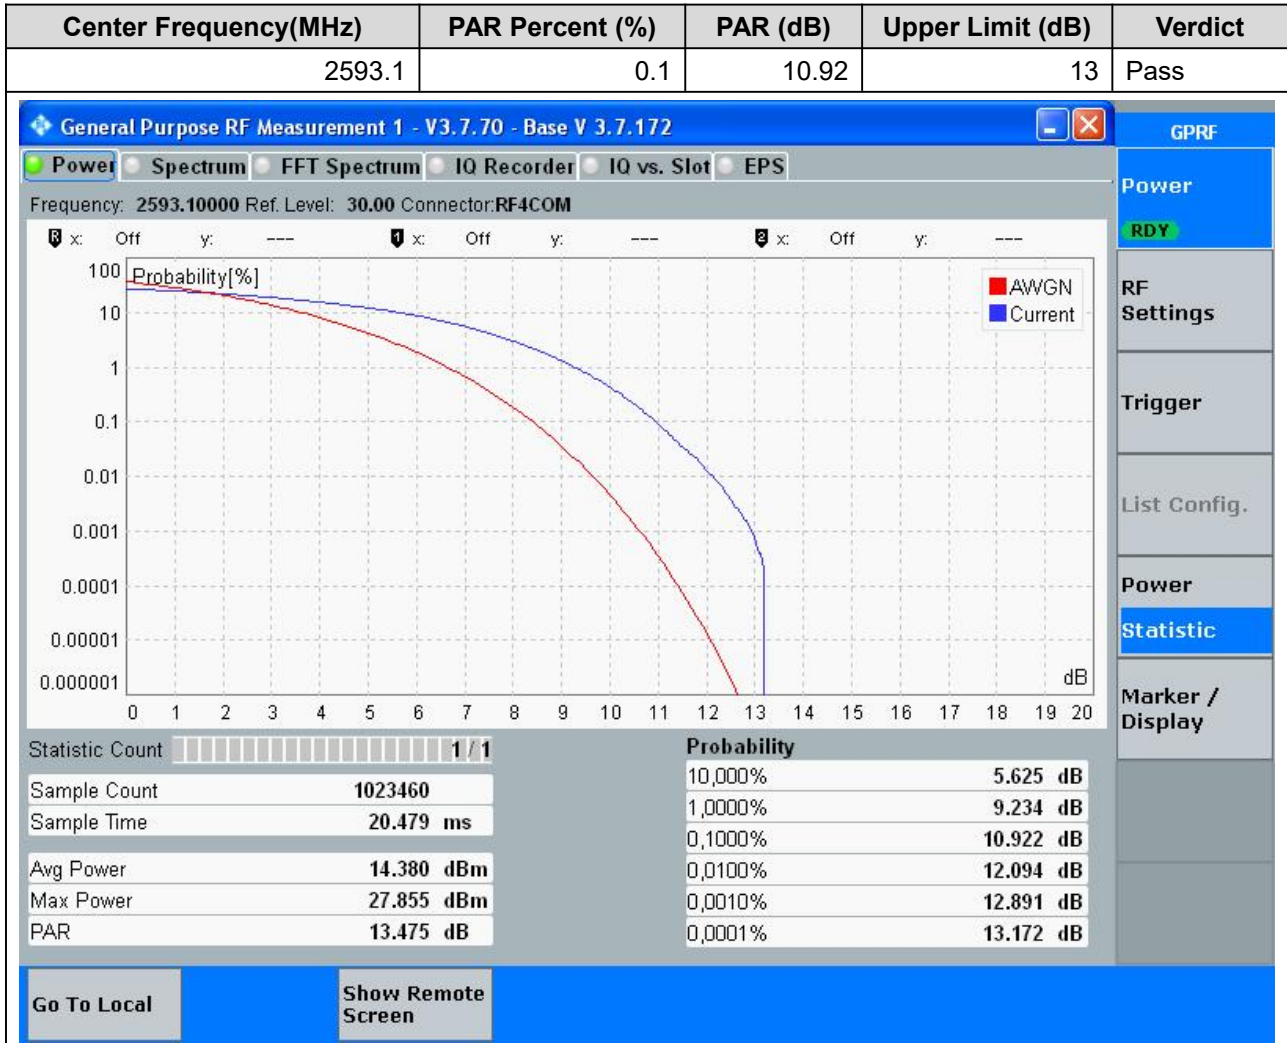 Center Frequency(MHz) PAR Percent (%) PAR (dB) Upper Limit (dB) Verdict
2593.1 0.1 10.92 13 Pass
General Purpose RF Measurement 1 - V3.7.70 - Base V 3.7.172
GPRF
Power Spectrum FFT Spectrum IQ Recorder IQ vs. Slot EPS
Frequency: 2593.10000 Ref. Level: 30.00 Connector:RF4COM
R x: Off y: --- 1 x: Off y: --- 2 x: Off y: ---
Probability[%]
AWGN
Current
100
10
1
0.1
0.01
0.001
0.0001
0.00001
0.000001
dB
0 1 2 3 4 5 6 7 8 9 10 11 12 13 14 15 16 17 18 19 20
Statistic Count 1 / 1
Sample Count 1023460
Sample Time 20.479 ms
Avg Power 14.380 dBm
Max Power 27.855 dBm
PAR 13.475 dB
Probability
10,000% 5.625 dB
1,0000% 9.234 dB
0,1000% 10.922 dB
0,0100% 12.094 dB
0,0010% 12.891 dB
0,0001% 13.172 dB
Power
RDY
RF
Settings
Trigger
List Config.
Power
Statistic
Marker /
Display
Go To Local
Show Remote
Screen